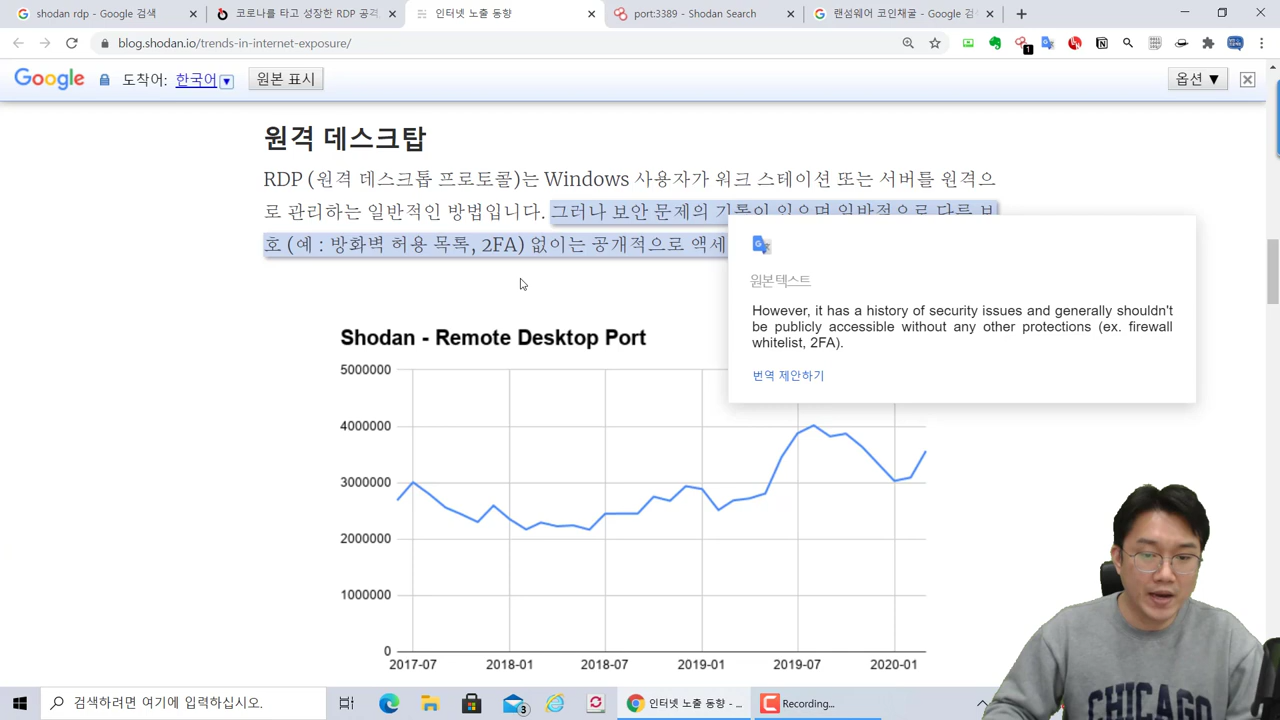 shodan rdp - Google 검색
코로나를 타고 성장한 RDP 공격
인터넷 노출 동향
port:3389 - Shodan Search
랜섬웨어 코인채굴 - Google 검
blog.shodan.io/trends-in-internet-exposure/
1
Google 도착어: 한국어 원본 표시 옵션 ▼
원격 데스크탑
RDP (원격 데스크톱 프로토콜)는 Windows 사용자가 워크 스테이션 또는 서버를 원격으
로 관리하는 일반적인 방법입니다. 그러나 보안 문제의 기록이 있으며 일반적으로 다른 보
호 (예 : 방화벽 허용 목록, 2FA) 없이는 공개적으로 액세
원본 텍스트
However, it has a history of security issues and generally shouldn't
be publicly accessible without any other protections (ex. firewall
whitelist, 2FA).
번역 제안하기
Shodan - Remote Desktop Port
5000000
4000000
3000000
2000000
1000000
0
2017-07 2018-01 2018-07 2019-01 2019-07 2020-01
CHICAGO
검색하려면 여기에 입력하십시오.
3
인터넷 노출 동향 - ...
Recording...